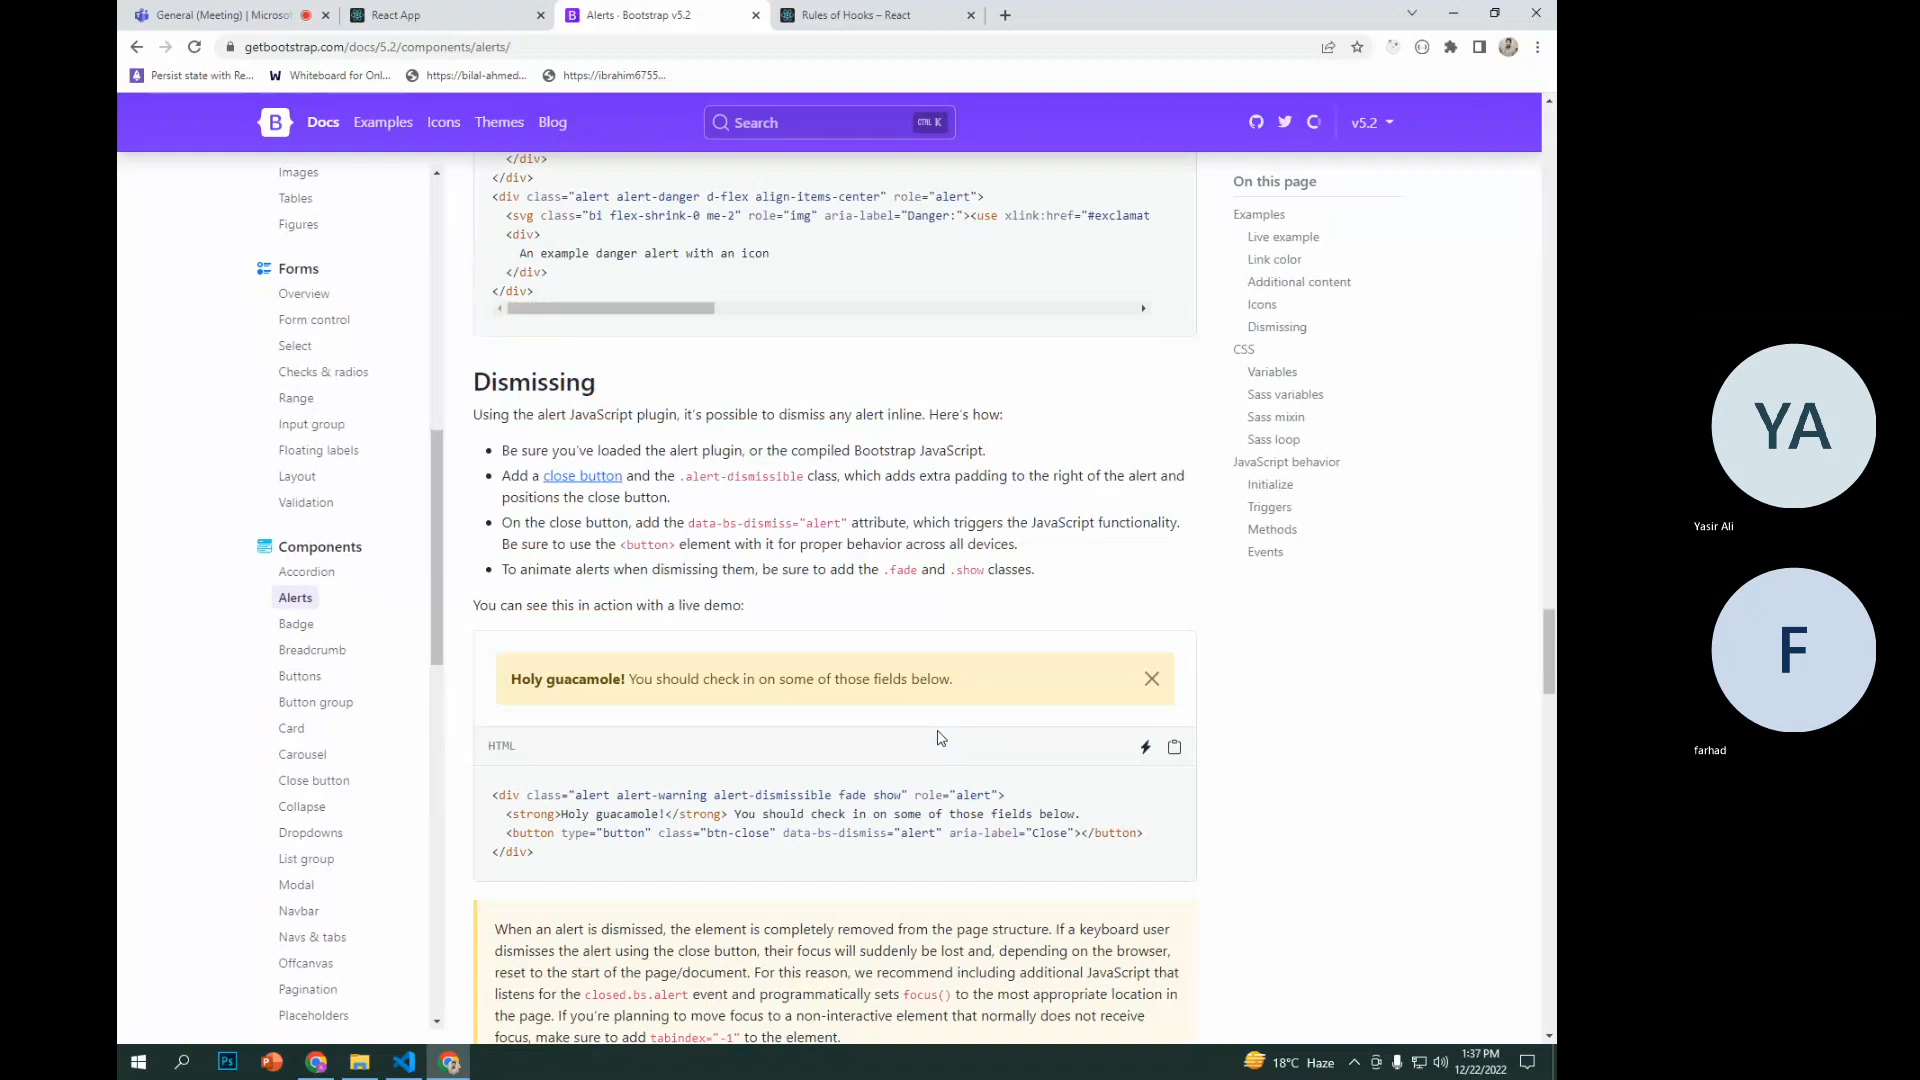 General (Meeting) | Microso
React App
Alerts · Bootstrap v5.2
Rules of Hooks – React
getbootstrap.com/docs/5.2/components/alerts/
Persist state with Re...
Whiteboard for Onl...
https://bilal-ahmed...
https://ibrahim6755...
B
Docs
Examples
Icons
Themes
Blog
Search
CTRL K
v5.2
Images
Tables
Figures
Forms
Overview
Form control
Select
Checks & radios
Range
Input group
Floating labels
Layout
Validation
Components
Accordion
Alerts
Badge
Breadcrumb
Buttons
Button group
Card
Carousel
Close button
Collapse
Dropdowns
List group
Modal
Navbar
Navs & tabs
Offcanvas
Pagination
Placeholders
</div>
</div>
<div class="alert alert-danger d-flex align-items-center" role="alert">
<svg class="bi flex-shrink-0 me-2" role="img" aria-label="Danger:"><use xlink:href="#exclamat
<div>
An example danger alert with an icon
</div>
</div>
Dismissing
Using the alert JavaScript plugin, it's possible to dismiss any alert inline. Here's how:
• Be sure you've loaded the alert plugin, or the compiled Bootstrap JavaScript.
• Add a close button and the .alert-dismissible class, which adds extra padding to the right of the alert and
positions the close button.
• On the close button, add the data-bs-dismiss="alert" attribute, which triggers the JavaScript functionality.
Be sure to use the <button> element with it for proper behavior across all devices.
• To animate alerts when dismissing them, be sure to add the .fade and .show classes.
You can see this in action with a live demo:
Holy guacamole! You should check in on some of those fields below.
HTML
<div class="alert alert-warning alert-dismissible fade show" role="alert">
<strong>Holy guacamole!</strong> You should check in on some of those fields below.
<button type="button" class="btn-close" data-bs-dismiss="alert" aria-label="Close"></button>
</div>
When an alert is dismissed, the element is completely removed from the page structure. If a keyboard user
dismisses the alert using the close button, their focus will suddenly be lost and, depending on the browser,
reset to the start of the page/document. For this reason, we recommend including additional JavaScript that
listens for the closed.bs.alert event and programmatically sets focus() to the most appropriate location in
the page. If you're planning to move focus to a non-interactive element that normally does not receive
focus, make sure to add tabindex="-1" to the element.
On this page
Examples
Live example
Link color
Additional content
Icons
Dismissing
CSS
Variables
Sass variables
Sass mixin
Sass loop
JavaScript behavior
Initialize
Triggers
Methods
Events
YA
Yasir Ali
F
farhad
Ps
18°C Haze
1:37 PM
12/22/2022